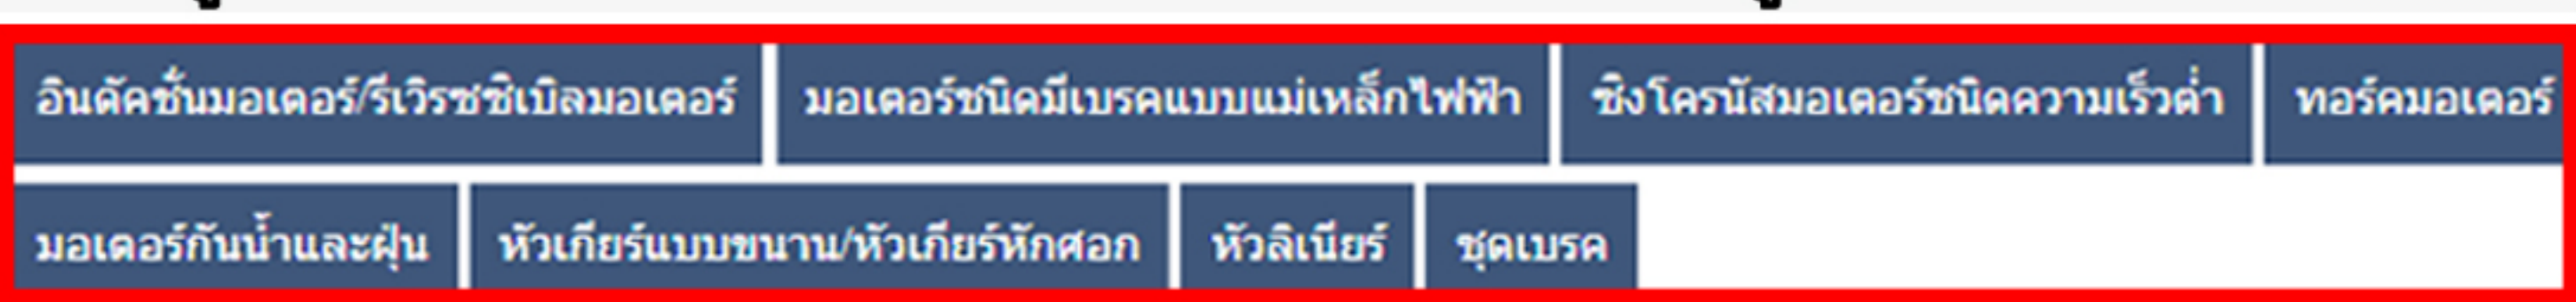 อินดัคชั่นมอเตอร์/รีเวิรซซิเบิลมอเตอร์ มอเตอร์ชนิดมีเบรคแบบแม่เหล็กไฟฟ้า ซิงโครนัสมอเตอร์ชนิดความเร็วต่ำ ทอร์คมอเตอร์
มอเตอร์กันน้ำและฝุ่น หัวเกียร์แบบขนาน/หัวเกียร์หักศอก หัวลิเนียร์ ชุดเบรค